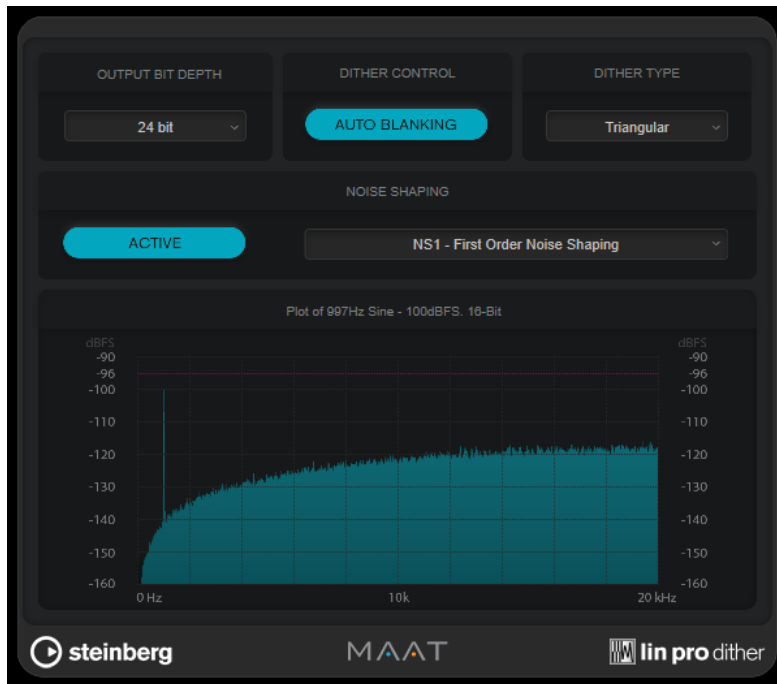 OUTPUT BIT DEPTH
DITHER CONTROL
DITHER TYPE
24 bit
AUTO BLANKING
Triangular
NOISE SHAPING
ACTIVE
NS1 - First Order Noise Shaping
Plot of 997Hz Sine - 100dBFS. 16-Bit
dBFS
dBFS
-90
-90
-96
-96
-100
-100
-110
-110
-120
-120
-130
-130
-140
-140
-150
-150
-160
-160
0 Hz
10k
20 kHz
steinberg
MAAT
lin pro dither